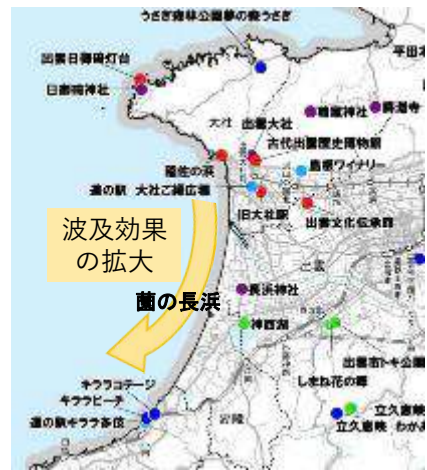 うさぎ森林公園夢の森うさぎ
出雲日御碕灯台
日御碕神社
平田本
大社
出雲大社
鰐淵寺
古代出雲歴史博物館
稲佐の浜
島根ワイナリー
道の駅 大社ご縁広場
旧大社駅
出雲文化伝承館
波及効果
の拡大
薗の長浜
出雲
長浜神社
神西湖
出雲市トキ公園
しまね花の郷
キララコテージ
キララビーチ
道の駅キララ多伎
立久恵峡
立久恵峡 わかあ